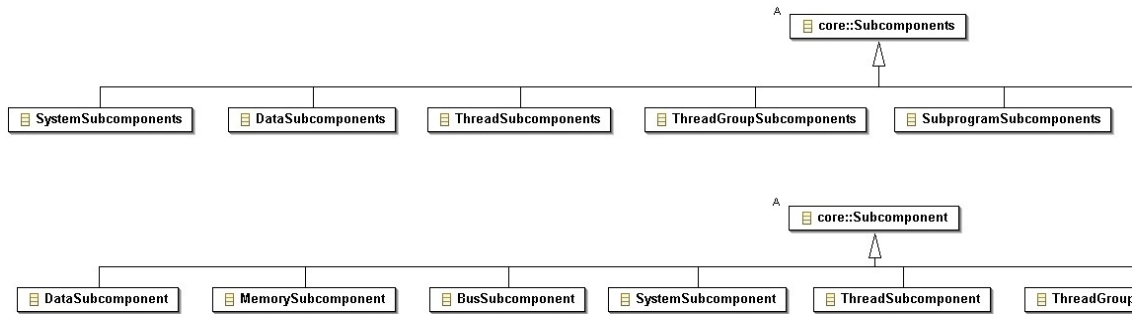 A
core::Subcomponents
SystemSubcomponents DataSubcomponents ThreadSubcomponents ThreadGroupSubcomponents SubprogramSubcomponents
A
core::Subcomponent
DataSubcomponent MemorySubcomponent BusSubcomponent SystemSubcomponent ThreadSubcomponent ThreadGroup